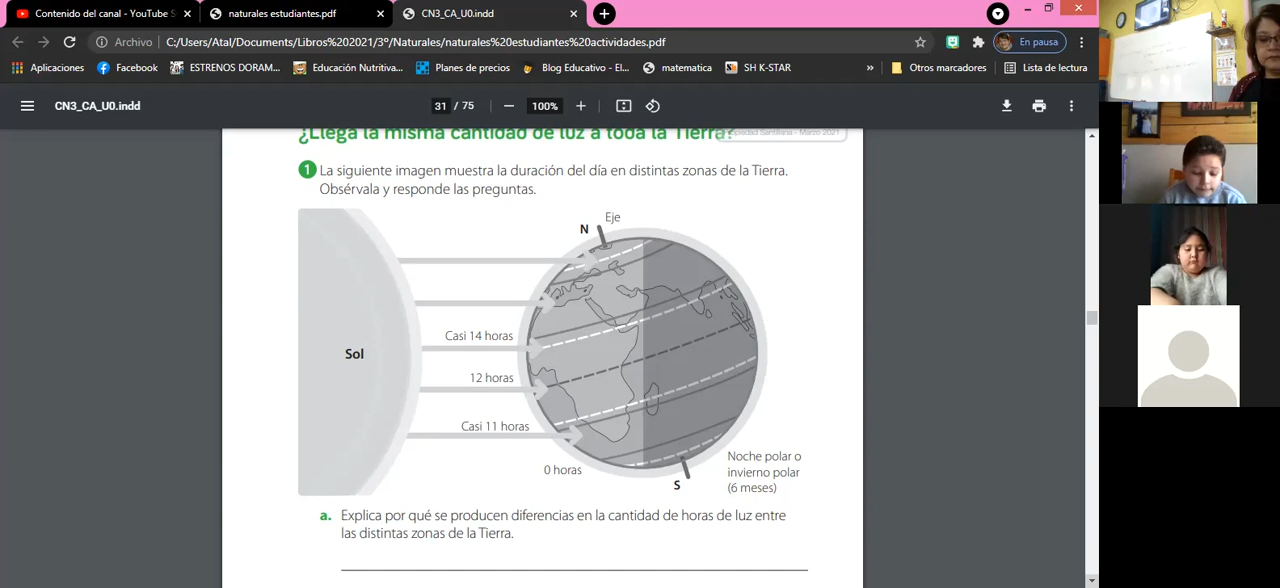 Contenido del canal - YouTube S
naturales estudiantes.pdf
CN3_CA_U0.indd
Archivo
C:/Users/Atal/Documents/Libros%202021/3º/Naturales/naturales%20estudiantes%20actividades.pdf
En pausa
Aplicaciones
Facebook
ESTRENOS DORAM...
Educación Nutritiva...
Planes de precios
Blog Educativo - El...
matematica
SH K-STAR
»
Otros marcadores
Lista de lectura
CN3_CA_U0.indd
31 / 75
100%
¿Llega la misma cantidad de luz a toda la Tierra?
Propiedad Santillana - Marzo 2021
1 La siguiente imagen muestra la duración del día en distintas zonas de la Tierra.
Obsérvala y responde las preguntas.
Eje
N
Casi 14 horas
Sol
12 horas
Casi 11 horas
0 horas
Noche polar o
invierno polar
(6 meses)
S
a. Explica por qué se producen diferencias en la cantidad de horas de luz entre
las distintas zonas de la Tierra.